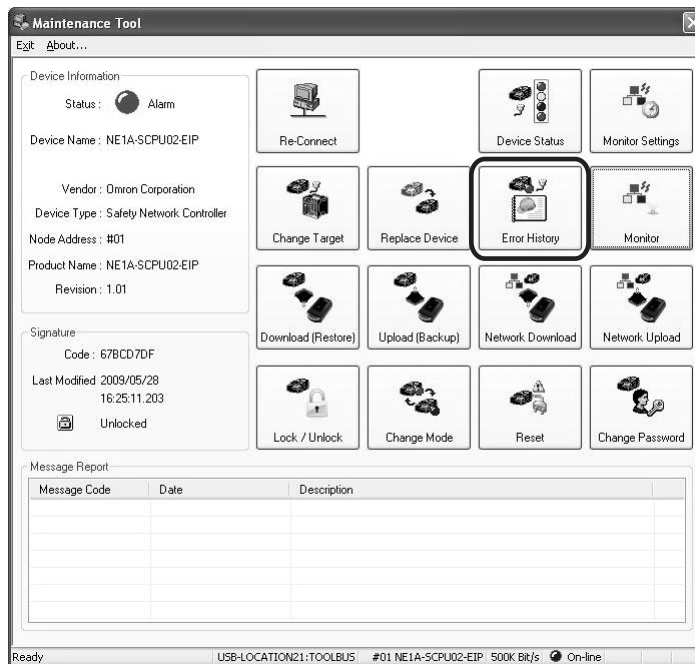 Maintenance Tool
Exit About...
Device Information
Status : Alarm
Device Name : NE1A-SCPU02-EIP
Vendor : Omron Corporation
Device Type : Safety Network Controller
Node Address : #01
Product Name : NE1A-SCPU02-EIP
Revision : 1.01
Signature
Code : 67BCD7DF
Last Modified 2009/05/28
16:25:11.203
Unlocked
Re-Connect
Device Status
Monitor Settings
Change Target
Replace Device
Error History
Monitor
Download (Restore)
Upload (Backup)
Network Download
Network Upload
Lock / Unlock
Change Mode
Reset
Change Password
Message Report
Message Code Date Description
Ready USB-LOCATION21:TOOLBUS #01 NE1A-SCPU02-EIP 500K Bit/s On-line